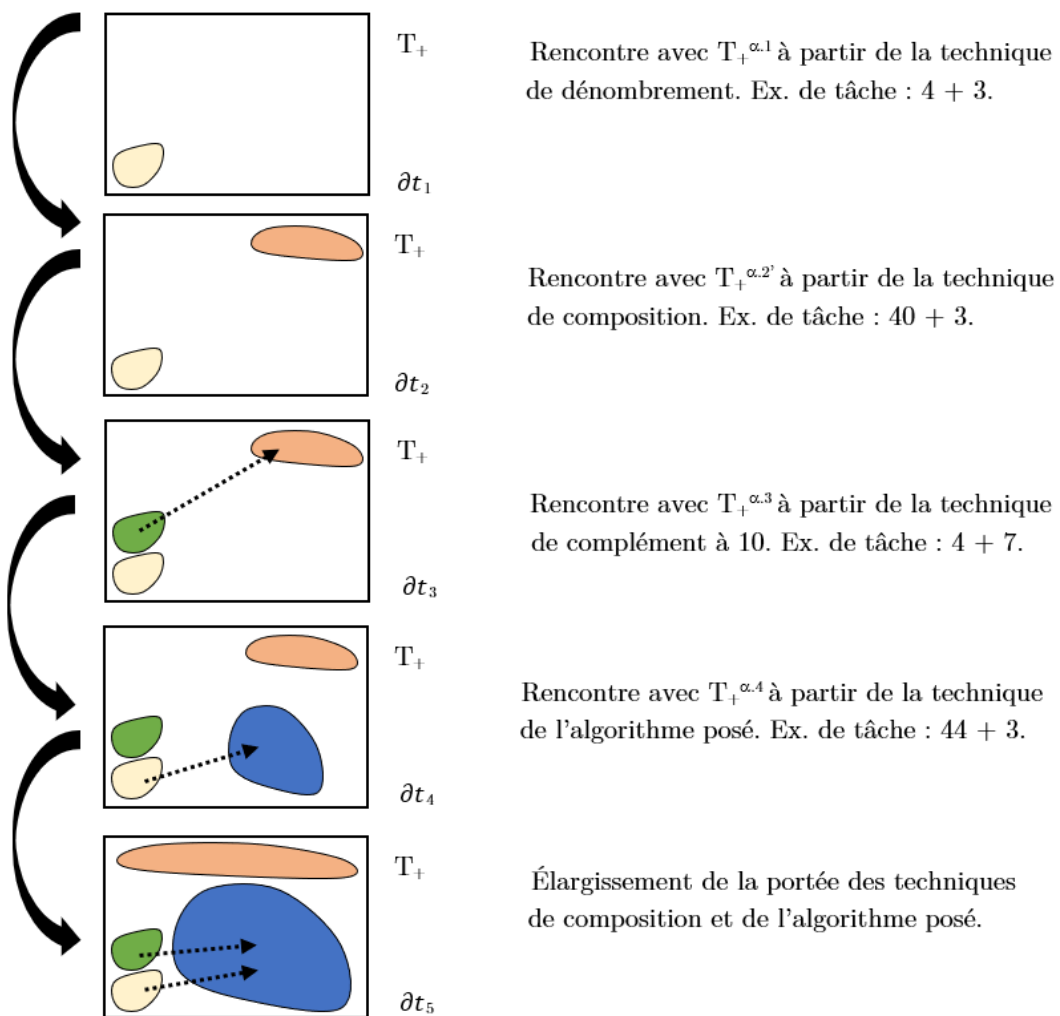 T₊
Rencontre avec T₊^α.1 à partir de la technique
de dénombrement. Ex. de tâche : 4 + 3.
∂t₁
T₊
Rencontre avec T₊^α.2' à partir de la technique
de composition. Ex. de tâche : 40 + 3.
∂t₂
T₊
Rencontre avec T₊^α.3 à partir de la technique
de complément à 10. Ex. de tâche : 4 + 7.
∂t₃
T₊
Rencontre avec T₊^α.4 à partir de la technique
de l'algorithme posé. Ex. de tâche : 44 + 3.
∂t₄
T₊
Élargissement de la portée des techniques
de composition et de l'algorithme posé.
∂t₅